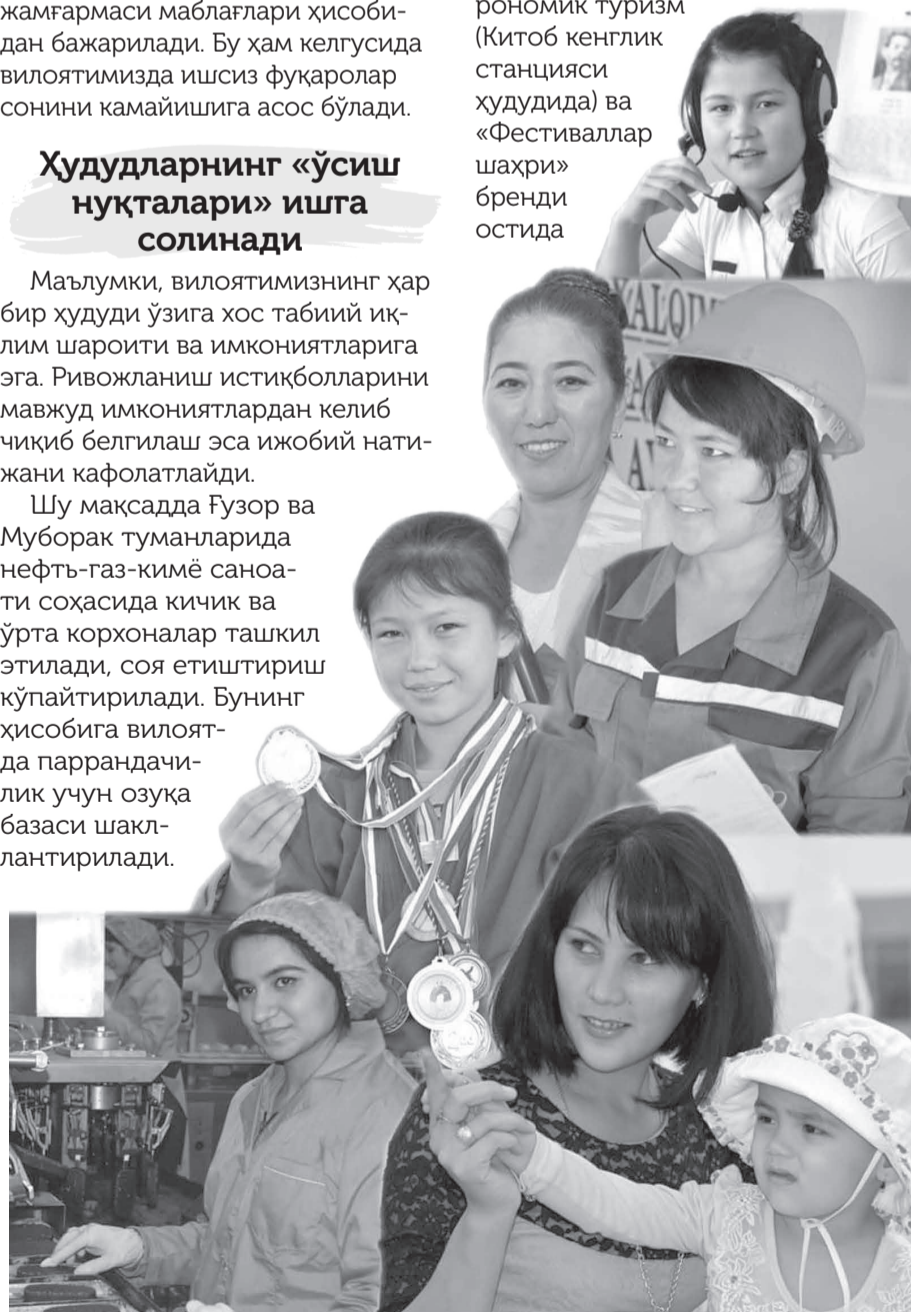 жамғармаси маблағлари ҳисоби-
дан бажарилади. Бу ҳам келгусида
вилоятимизда ишсиз фуқаролар
сонини камайишига асос бўлади.
Ҳудудларнинг «ўсиш
нуқталари» ишга
солинади
Маълумки, вилоятимизнинг ҳар
бир ҳудуди ўзига хос табиий иқ-
лим шароити ва имкониятларига
эга. Ривожланиш истиқболларини
мавжуд имкониятлардан келиб
чиқиб белгилаш эса ижобий нати-
жани кафолатлайди.
Шу мақсадда Ғузор ва
Муборак туманларида
нефть-газ-кимё саноа-
ти соҳасида кичик ва
ўрта корхоналар ташкил
этилади, соя етиштириш
кўпайтирилади. Бунинг
ҳисобига вилоят-
да паррандачи-
лик учун озуқа
базаси шакл-
лантирилади.
рономик туризм
(Китоб кенглик
станцияси
ҳудудида) ва
«Фестиваллар
шаҳри»
бренди
остида